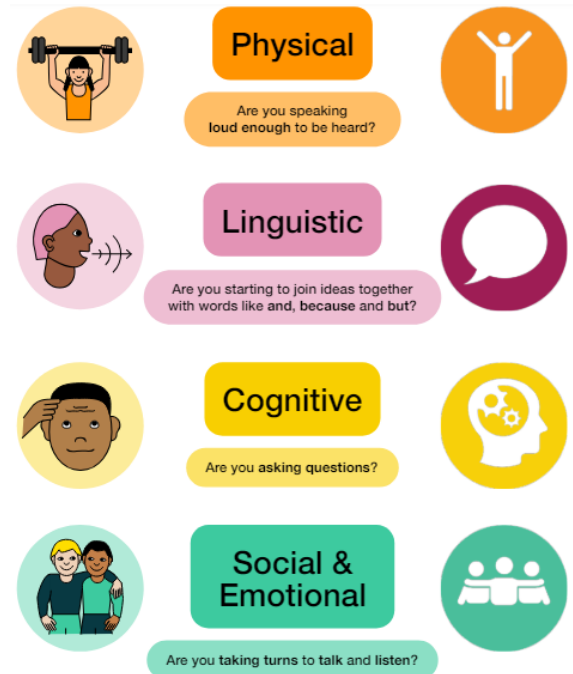 Physical
Are you speaking
loud enough to be heard?
Linguistic
Are you starting to join ideas together
with words like and, because and but?
Cognitive
Are you asking questions?
Social &
Emotional
Are you taking turns to talk and listen?